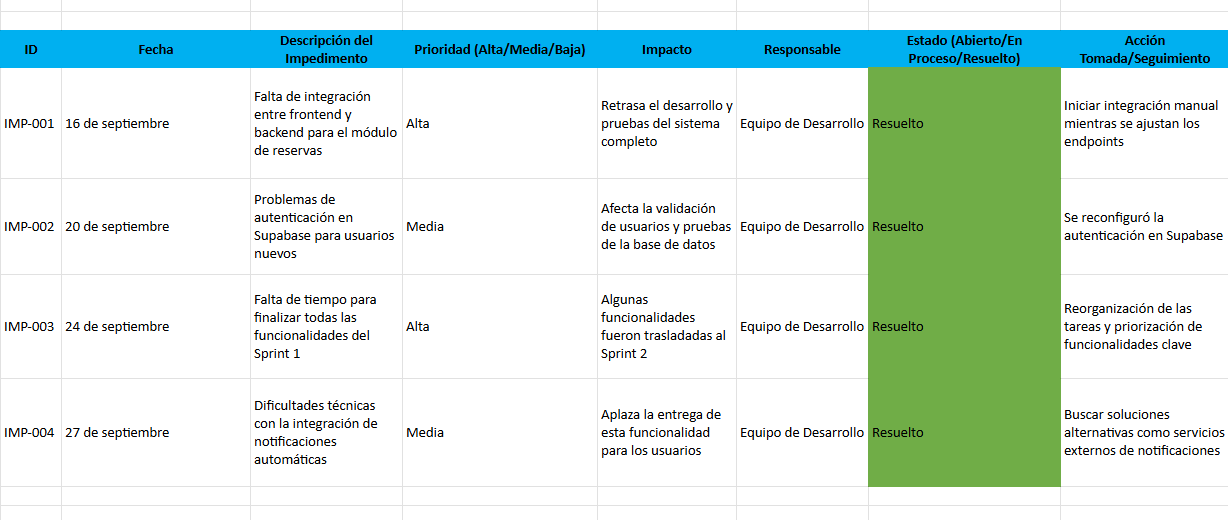 ID
Fecha
Descripción del
Impedimento
Prioridad (Alta/Media/Baja)
Impacto
Responsable
Estado (Abierto/En
Proceso/Resuelto)
Acción
Tomada/Seguimiento
IMP-001
16 de septiembre
Falta de integración
entre frontend y
backend para el módulo
de reservas
Alta
Retrasa el desarrollo y
pruebas del sistema
completo
Equipo de Desarrollo
Resuelto
Iniciar integración manual
mientras se ajustan los
endpoints
IMP-002
20 de septiembre
Problemas de
autenticación en
Supabase para usuarios
nuevos
Media
Afecta la validación
de usuarios y pruebas
de la base de datos
Equipo de Desarrollo
Resuelto
Se reconfiguró la
autenticación en Supabase
IMP-003
24 de septiembre
Falta de tiempo para
finalizar todas las
funcionalidades del
Sprint 1
Alta
Algunas
funcionalidades
fueron trasladadas al
Sprint 2
Equipo de Desarrollo
Resuelto
Reorganización de las
tareas y priorización de
funcionalidades clave
IMP-004
27 de septiembre
Dificultades técnicas
con la integración de
notificaciones
automáticas
Media
Aplaza la entrega de
esta funcionalidad
para los usuarios
Equipo de Desarrollo
Resuelto
Buscar soluciones
alternativas como servicios
externos de notificaciones